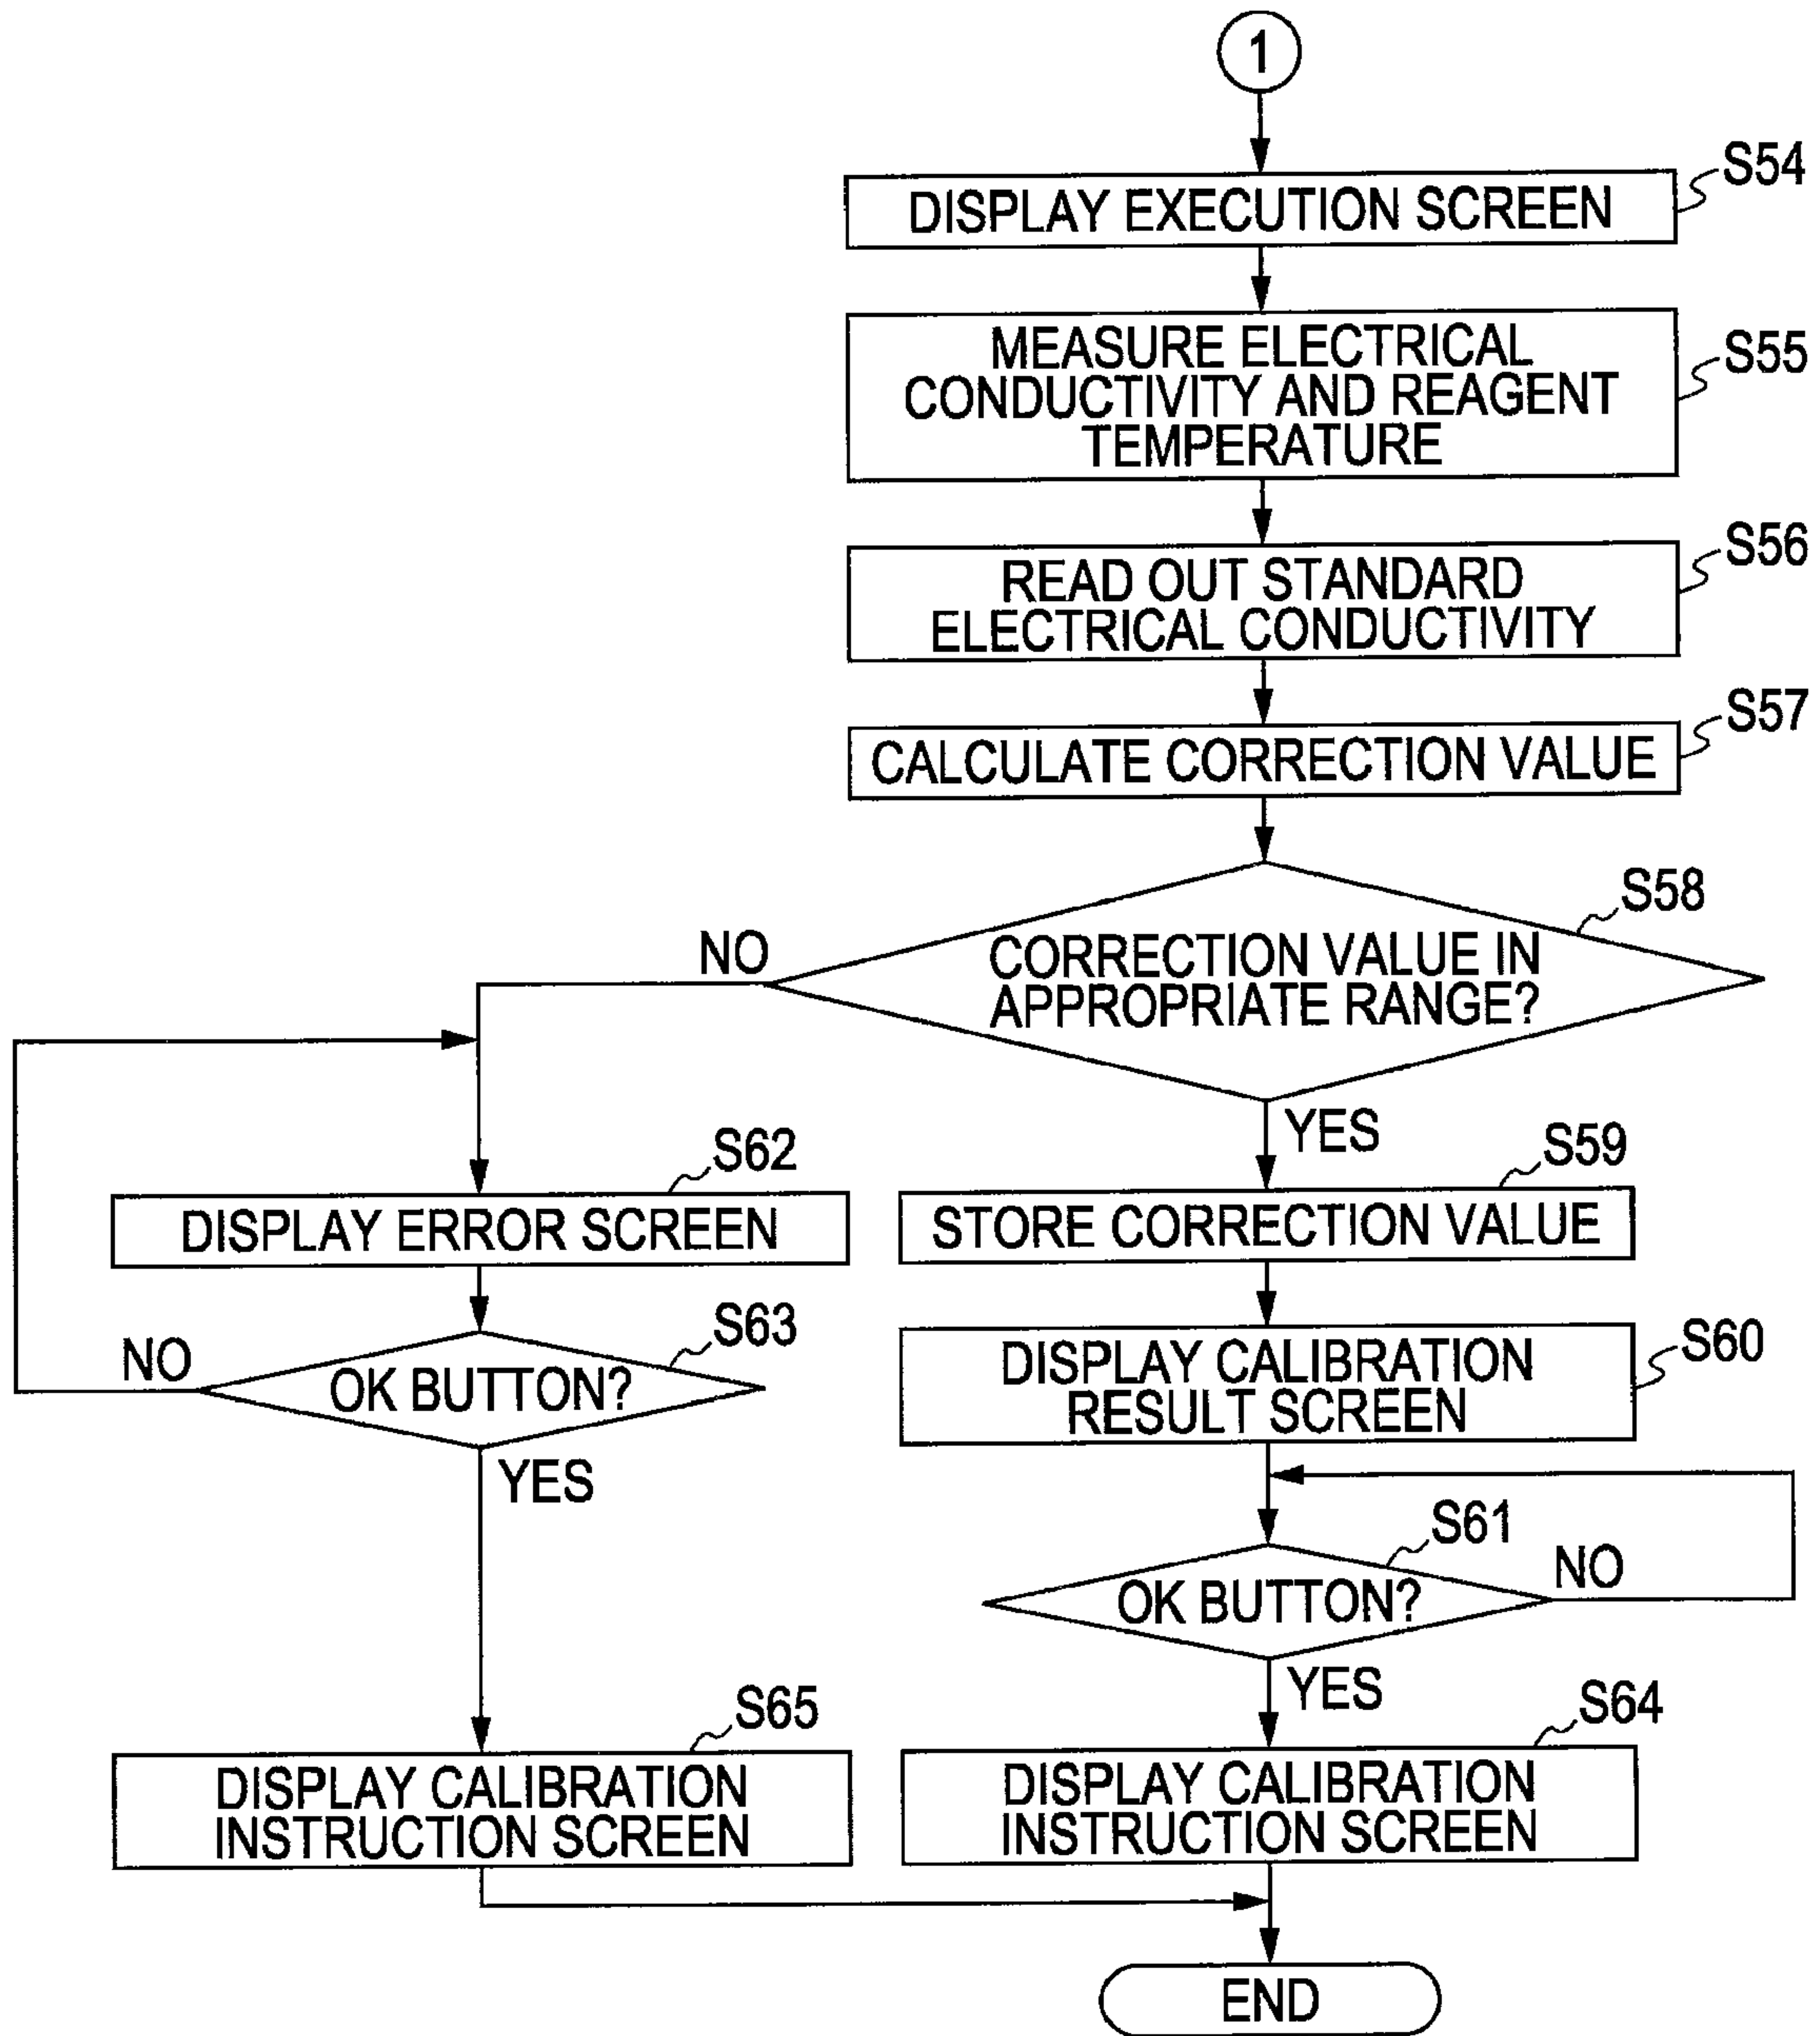 1
S54
DISPLAY EXECUTION SCREEN
S55
MEASURE ELECTRICAL
CONDUCTIVITY AND REAGENT
TEMPERATURE
S56
READ OUT STANDARD
ELECTRICAL CONDUCTIVITY
S57
CALCULATE CORRECTION VALUE
S58
NO
CORRECTION VALUE IN
APPROPRIATE RANGE?
YES
S62
DISPLAY ERROR SCREEN
S59
STORE CORRECTION VALUE
S63
NO
OK BUTTON?
YES
S60
DISPLAY CALIBRATION
RESULT SCREEN
S61
OK BUTTON?
NO
YES
S65
DISPLAY CALIBRATION
INSTRUCTION SCREEN
S64
DISPLAY CALIBRATION
INSTRUCTION SCREEN
END